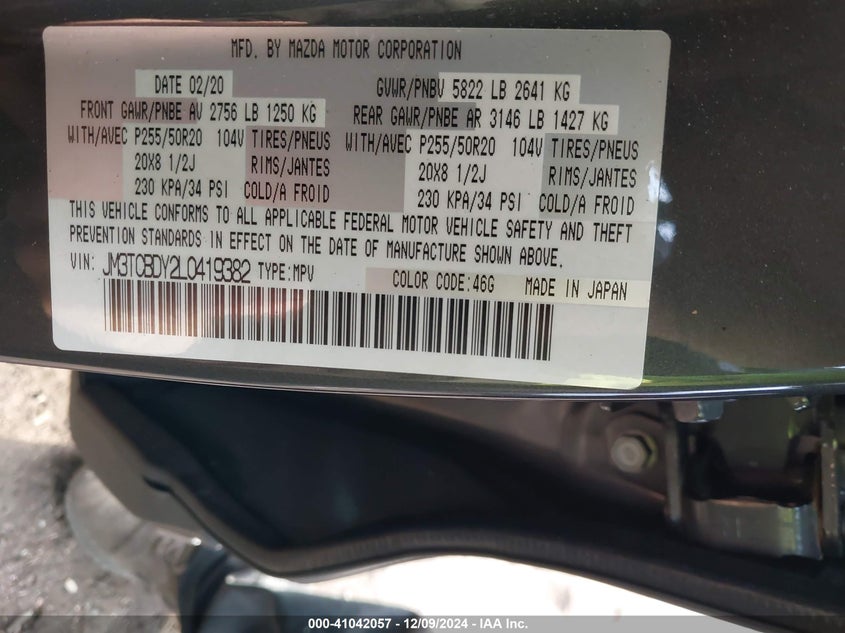 MFD. BY MAZDA MOTOR CORPORATION
DATE 02/20 GVWR/PNBV 5822 LB 2641 KG
FRONT GAWR/PNBE AV 2756 LB 1250 KG REAR GAWR/PNBE AR 3146 LB 1427 KG
WITH/AVEC P255/50R20 104V TIRES/PNEUS WITH/AVEC P255/50R20 104V TIRES/PNEUS
20X8 1/2J RIMS/JANTES 20X8 1/2J RIMS/JANTES
230 KPA/34 PSI COLD/A FROID 230 KPA/34 PSI COLD/A FROID
THIS VEHICLE CONFORMS TO ALL APPLICABLE FEDERAL MOTOR VEHICLE SAFETY AND THEFT
PREVENTION STANDARDS IN EFFECT ON THE DATE OF MANUFACTURE SHOWN ABOVE.
VIN: JM3TCBDY2L0419382 TYPE:MPV COLOR CODE:46G MADE IN JAPAN
000-41042057 - 12/09/2024 - IAA Inc.